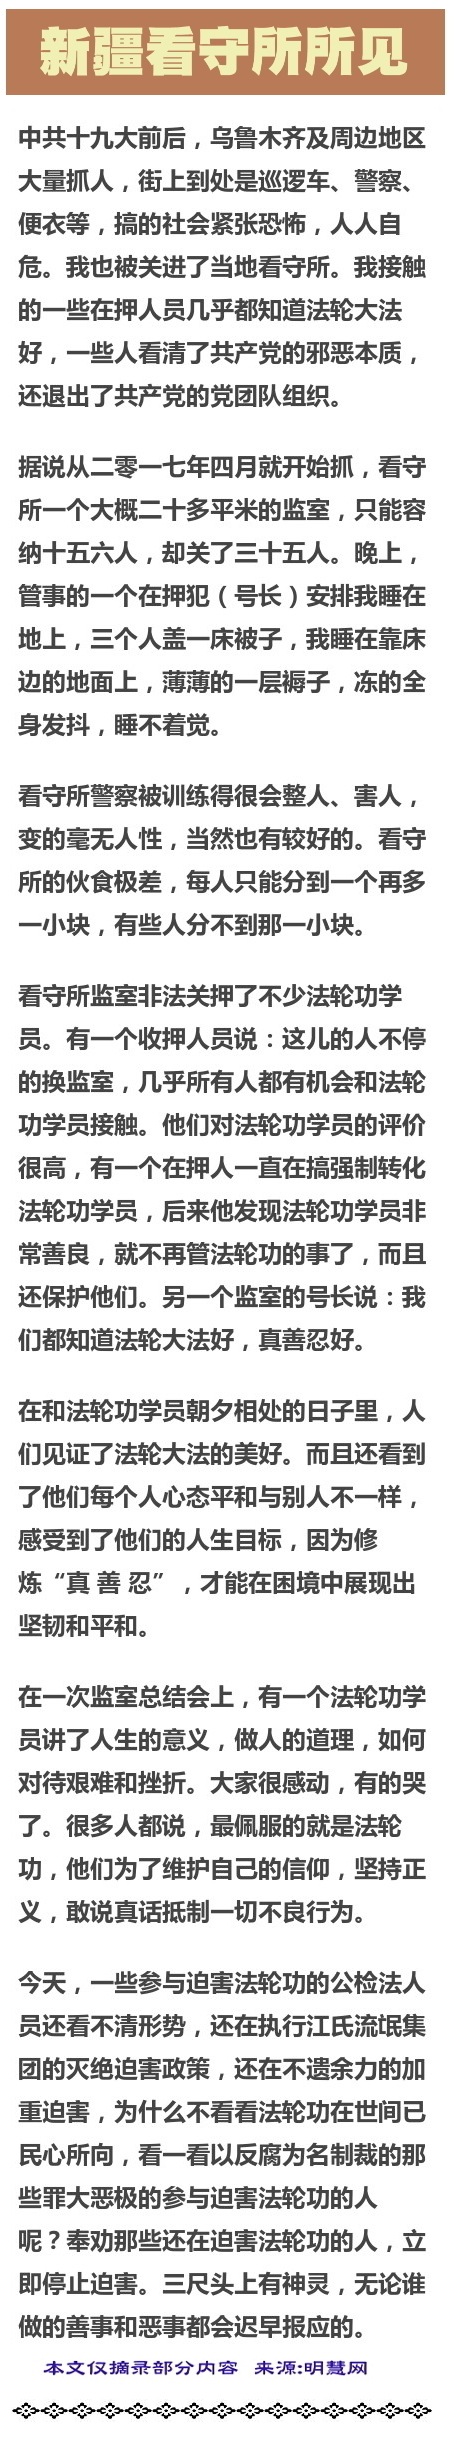 新疆看守所所见
中共十九大前后，乌鲁木齐及周边地区
大量抓人，街上到处是巡逻车、警察、
便衣等，搞的社会紧张恐怖，人人自
危。我也被关进了当地看守所。我接触
的一些在押人员几乎都知道法轮大法
好，一些人看清了共产党的邪恶本质，
还退出了共产党的党团队组织。
据说从二零一七年四月就开始抓，看守
所一个大概二十多平米的监室，只能容
纳十五六人，却关了三十五人。晚上，
管事的一个在押犯（号长）安排我睡在
地上，三个人盖一床被子，我睡在靠床
边的地面上，薄薄的一层褥子，冻的全
身发抖，睡不着觉。
看守所警察被训练得很会整人、害人，
变的毫无人性，当然也有较好的。看守
所的伙食极差，每人只能分到一个再多
一小块，有些人分不到那一小块。
看守所监室非法关押了不少法轮功学
员。有一个收押人员说：这儿的人不停
的换监室，几乎所有人都有机会和法轮
功学员接触。他们对法轮功学员的评价
很高，有一个在押人一直在搞强制转化
法轮功学员，后来他发现法轮功学员非
常善良，就不再管法轮功的事了，而且
还保护他们。另一个监室的号长说：我
们都知道法轮大法好，真善忍好。
在和法轮功学员朝夕相处的日子里，人
们见证了法轮大法的美好。而且还看到
了他们每个人心态平和与别人不一样，
感受到了他们的人生目标，因为修
炼“真 善 忍”，才能在困境中展现出
坚韧和平和。
在一次监室总结会上，有一个法轮功学
员讲了人生的意义，做人的道理，如何
对待艰难和挫折。大家很感动，有的哭
了。很多人都说，最佩服的就是法轮
功，他们为了维护自己的信仰，坚持正
义，敢说真话抵制一切不良行为。
今天，一些参与迫害法轮功的公检法人
员还看不清形势，还在执行江氏流氓集
团的灭绝迫害政策，还在不遗余力的加
重迫害，为什么不看看法轮功在世间已
民心所向，看一看以反腐为名制裁的那
些罪大恶极的参与迫害法轮功的人
呢？奉劝那些还在迫害法轮功的人，立
即停止迫害。三尺头上有神灵，无论谁
做的善事和恶事都会迟早报应的。
本文仅摘录部分内容 来源:明慧网